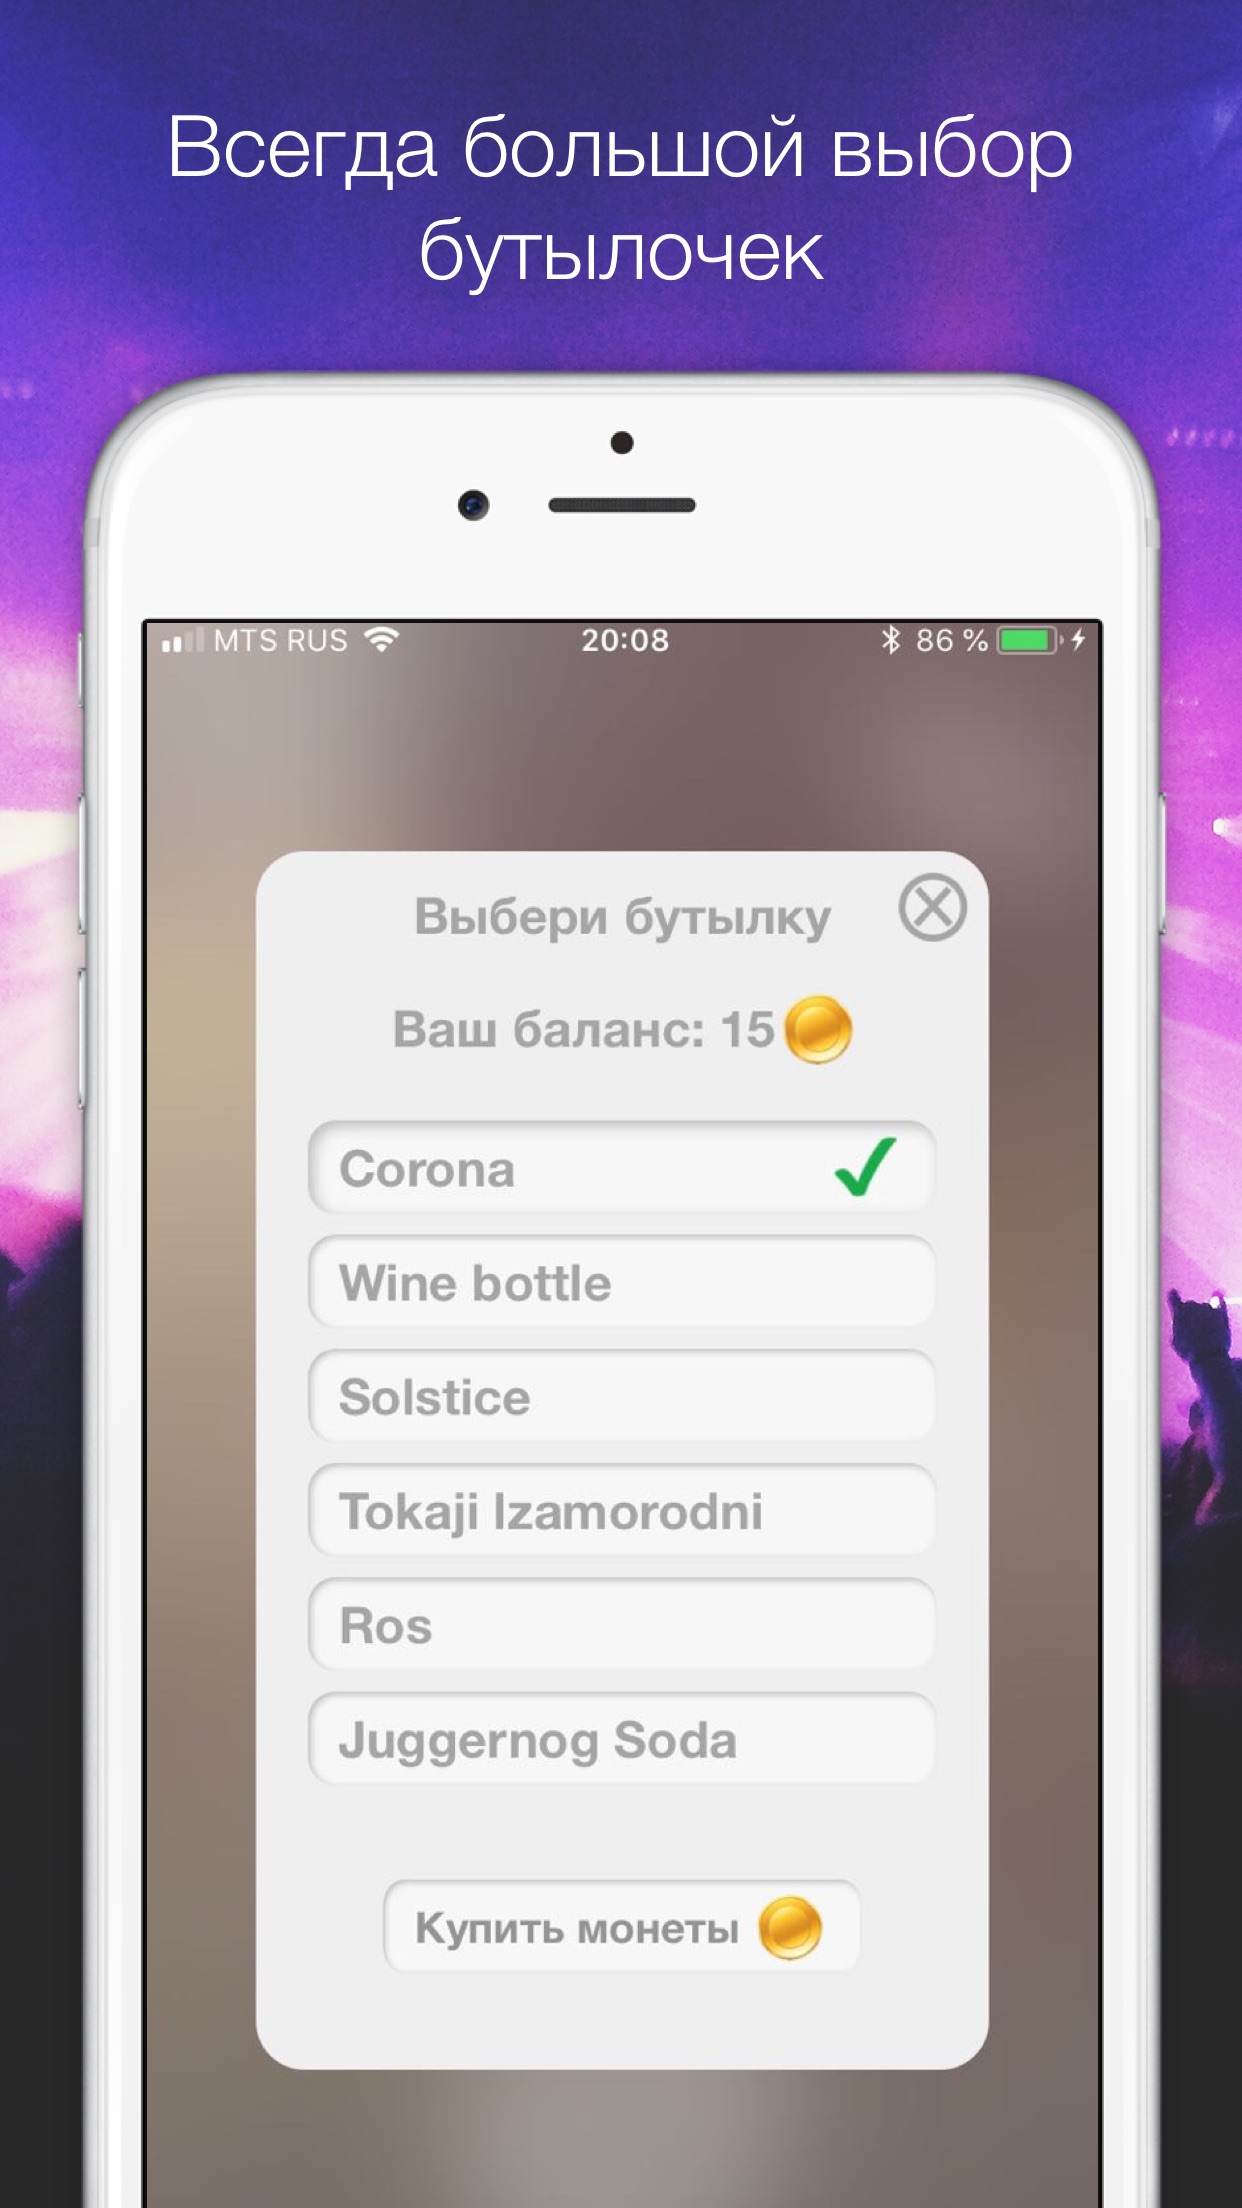 Всегда большой выбор
бутылочек
MTS RUS
20:08
86 %
Выбери бутылку
Ваш баланс: 15
Corona
Wine bottle
Solstice
Tokaji Izamorodni
Ros
Juggernog Soda
Купить монеты